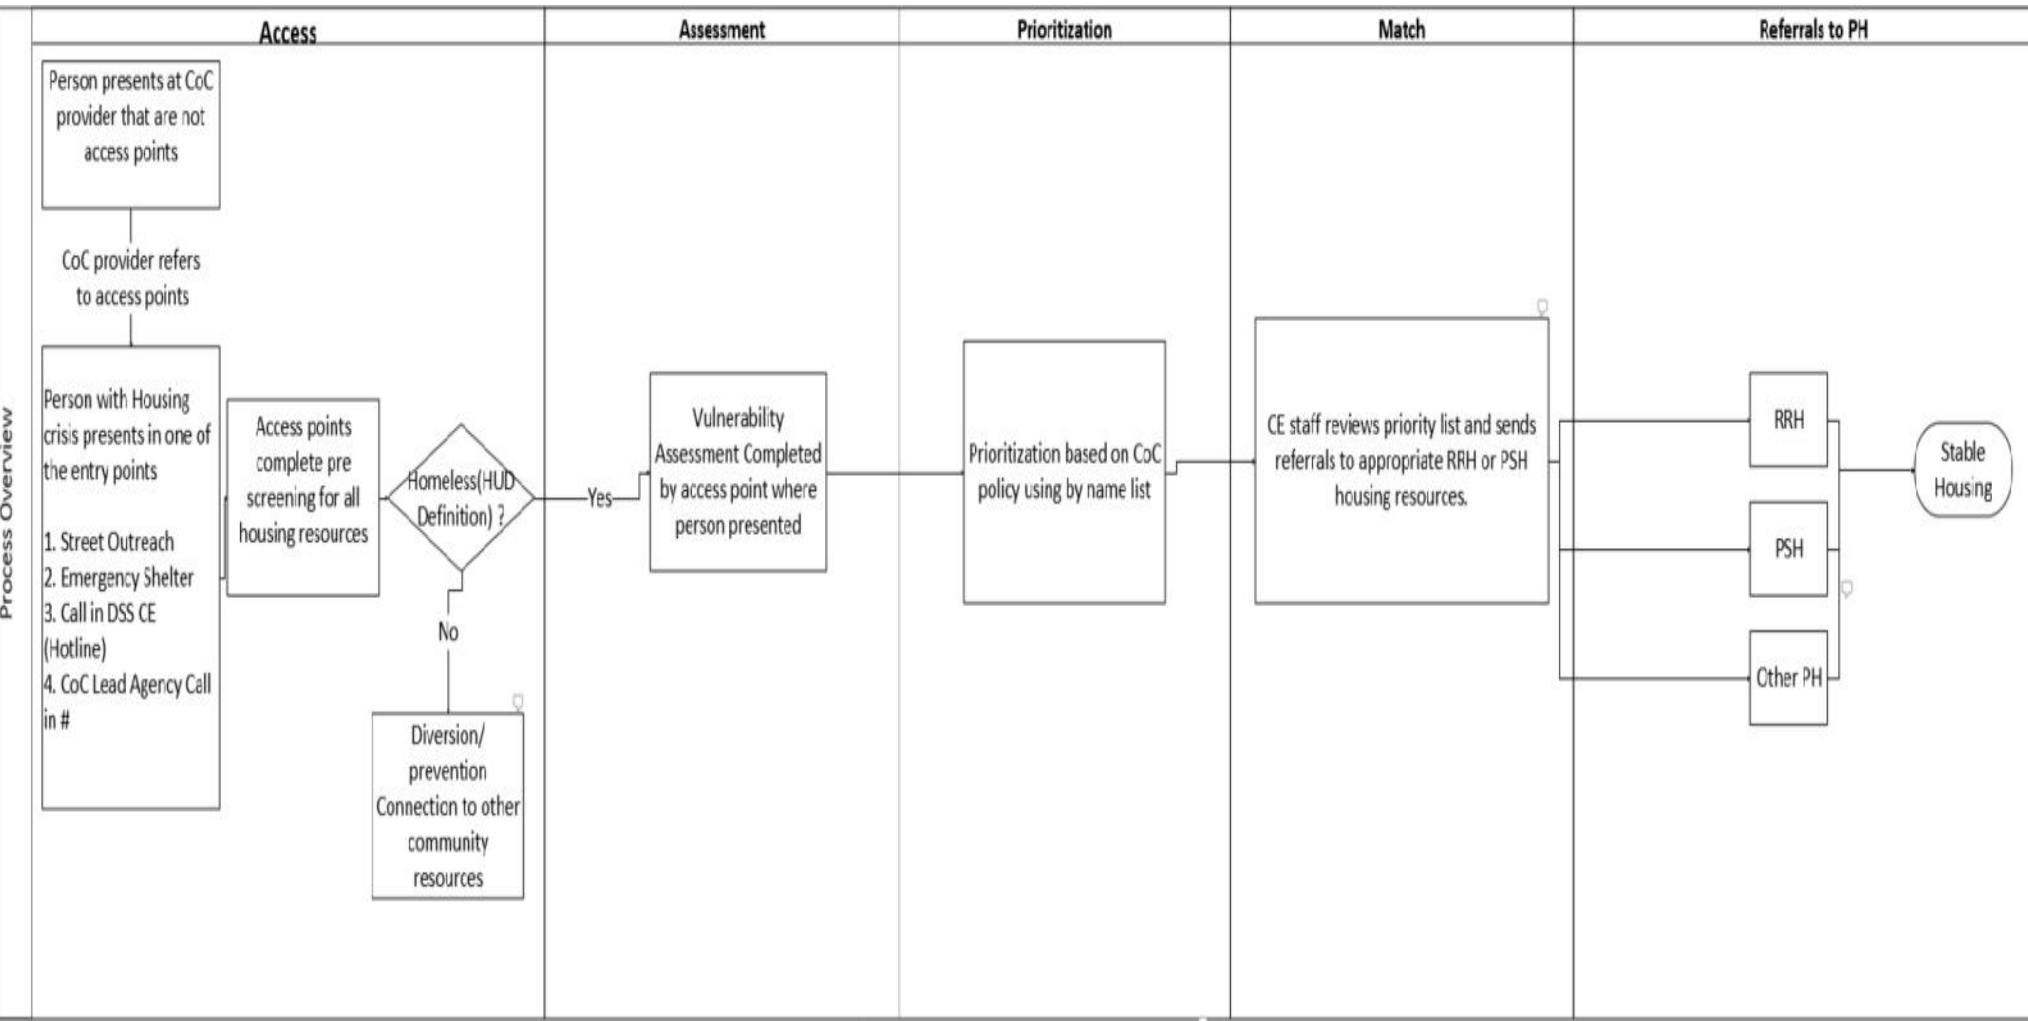 Process Overview
Access
Assessment
Prioritization
Match
Referrals to PH
Person presents at CoC
provider that are not
access points
CoC provider refers
to access points
Person with Housing
crisis presents in one of
the entry points
1. Street Outreach
2. Emergency Shelter
3. Call in DSS CE
(Hotline)
4. CoC Lead Agency Call
in #
Access points
complete pre
screening for all
housing resources
Homeless(HUD
Definition) ?
Yes
No
Diversion/
prevention
Connection to other
community
resources
Vulnerability
Assessment Completed
by access point where
person presented
Prioritization based on CoC
policy using by name list
CE staff reviews priority list and sends
referrals to appropriate RRH or PSH
housing resources.
RRH
PSH
Other PH
Stable
Housing